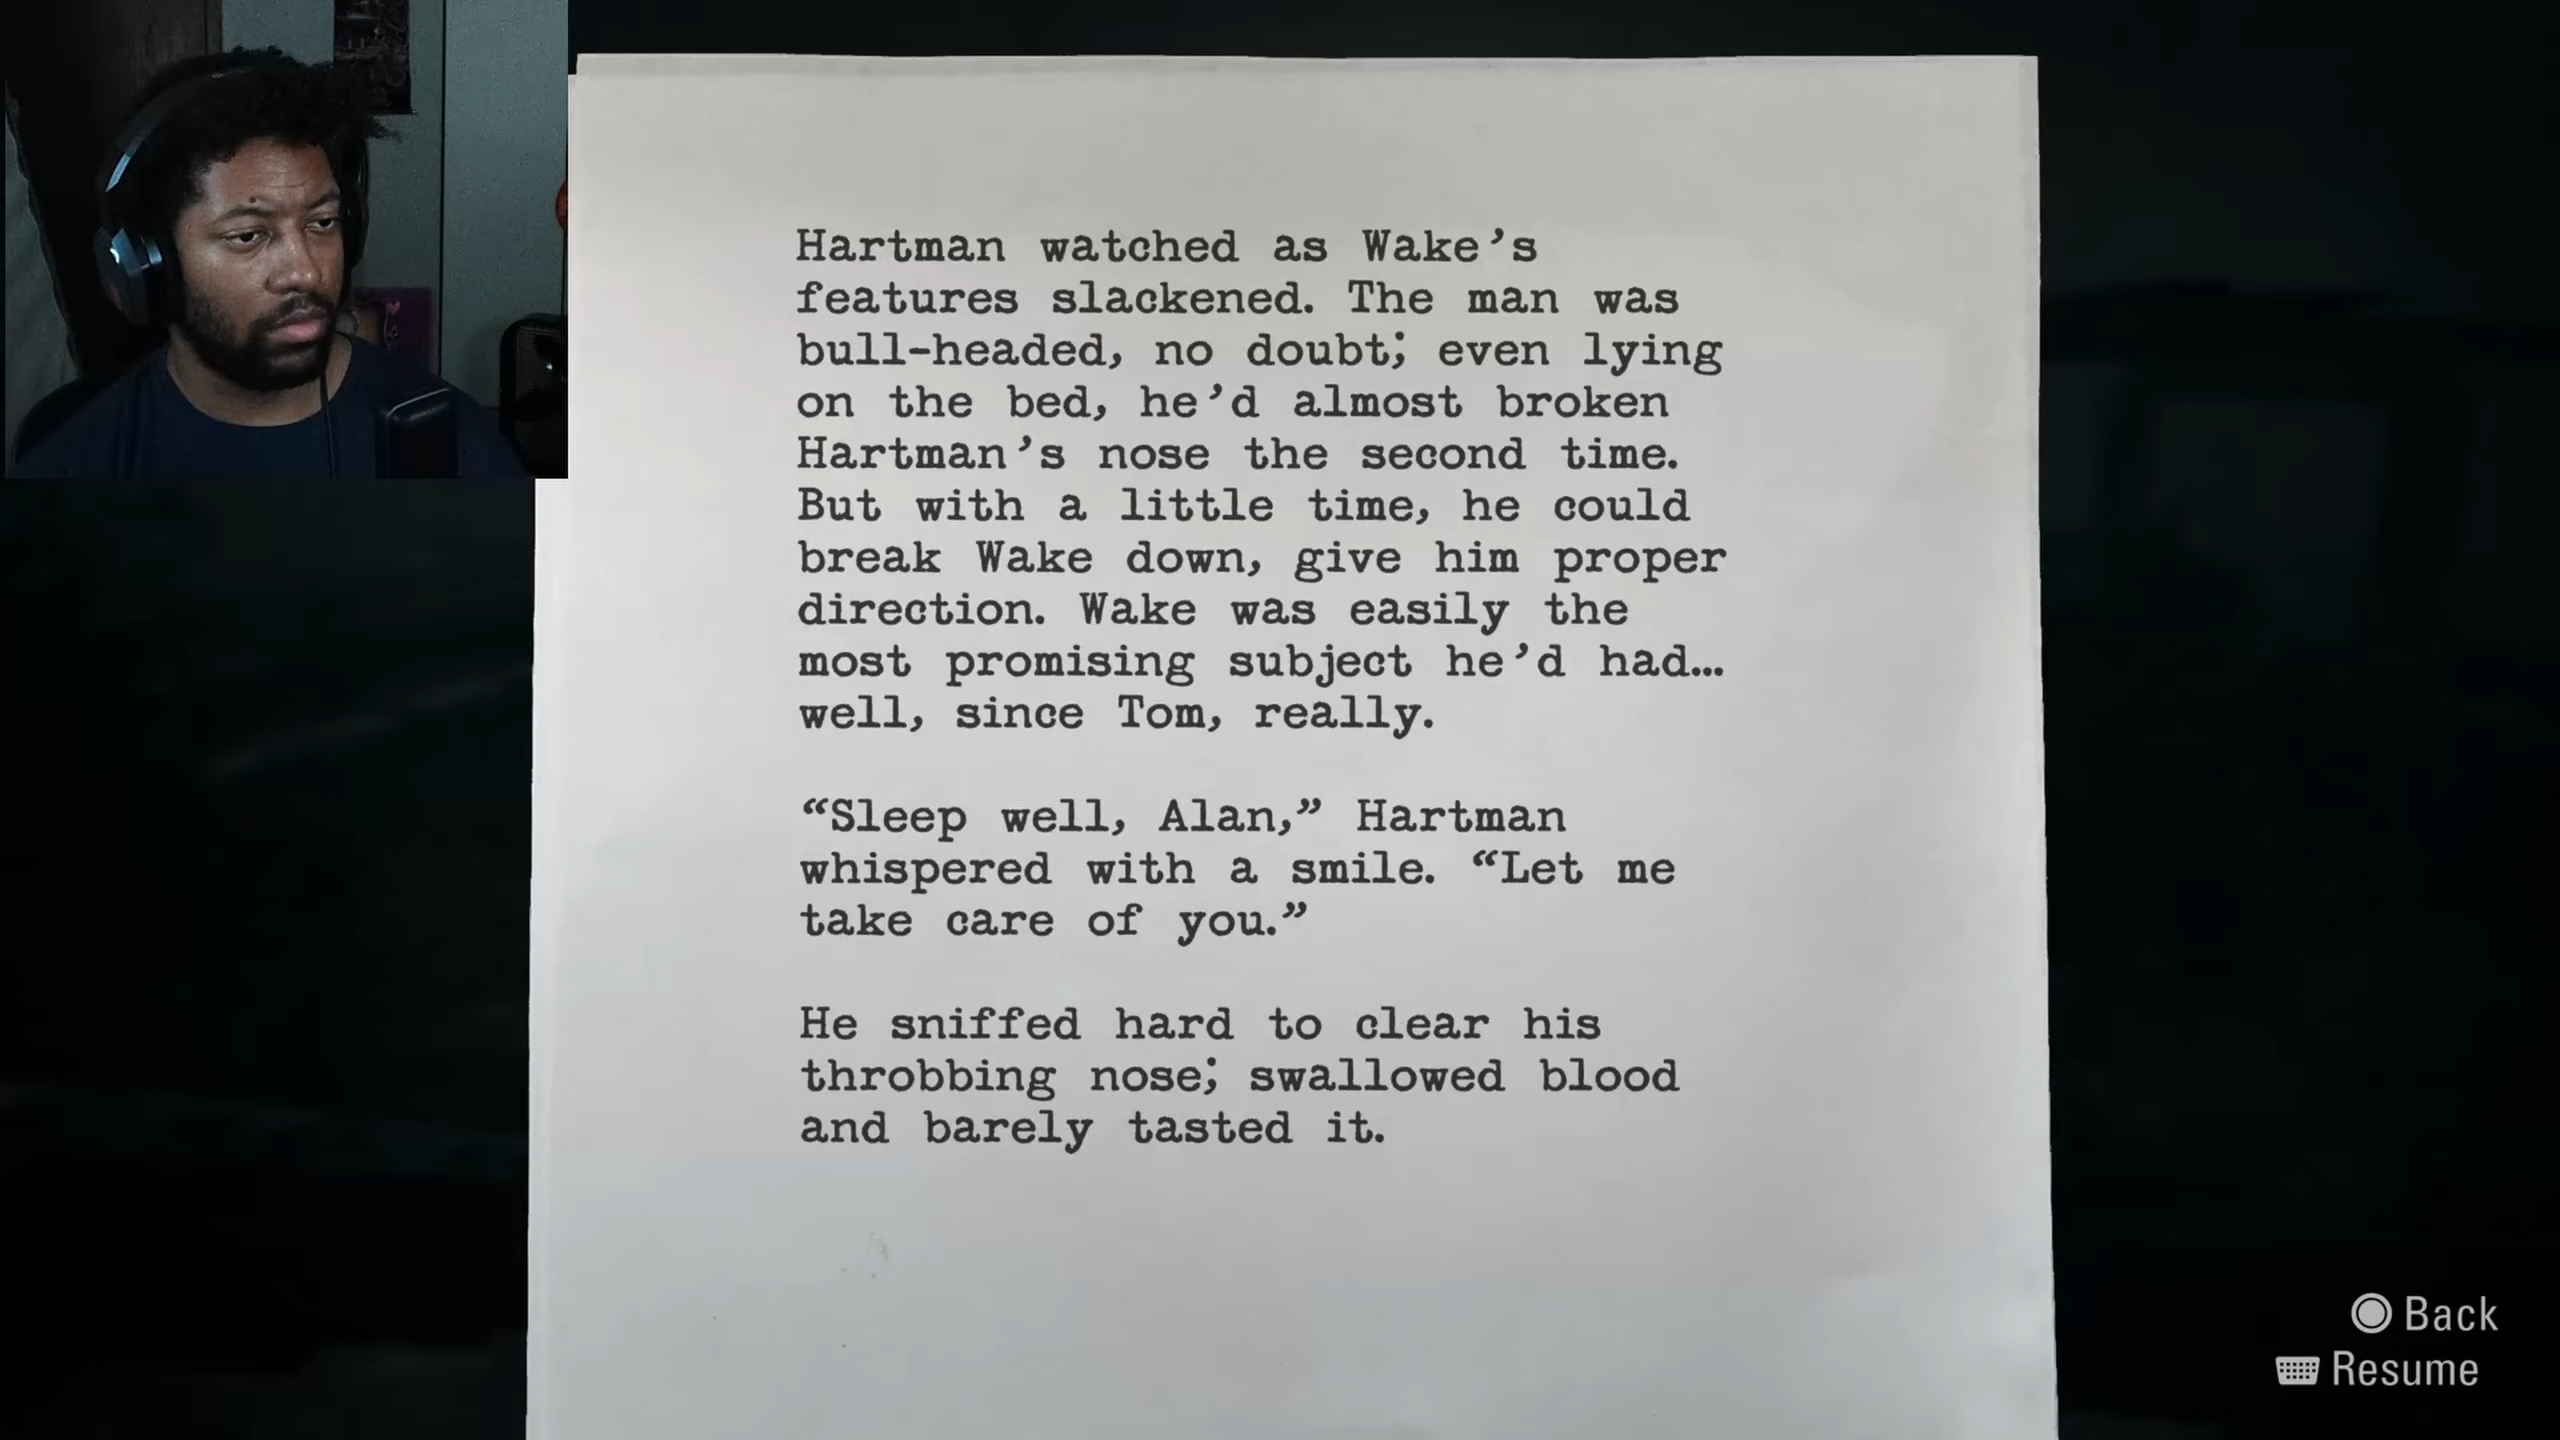 Hartman watched as Wake’s
features slackened. The man was
bull-headed, no doubt; even lying
on the bed, he’d almost broken
Hartman’s nose the second time.
But with a little time, he could
break Wake down, give him proper
direction. Wake was easily the
most promising subject he’d had…
well, since Tom, really.
“Sleep well, Alan,” Hartman
whispered with a smile. “Let me
take care of you.”
He sniffed hard to clear his
throbbing nose; swallowed blood
and barely tasted it.
Back
Resume